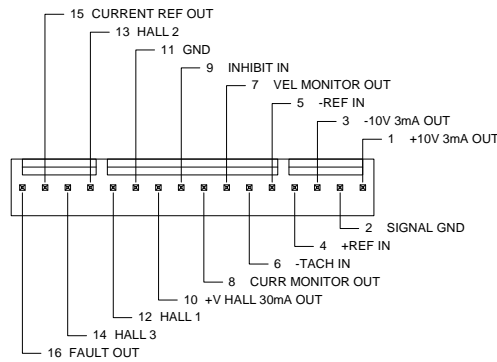 15 CURRENT REF OUT
13 HALL 2
11 GND
9 INHIBIT IN
7 VEL MONITOR OUT
5 -REF IN
3 -10V 3mA OUT
1 +10V 3mA OUT
2 SIGNAL GND
4 +REF IN
6 -TACH IN
8 CURR MONITOR OUT
10 +V HALL 30mA OUT
12 HALL 1
14 HALL 3
16 FAULT OUT